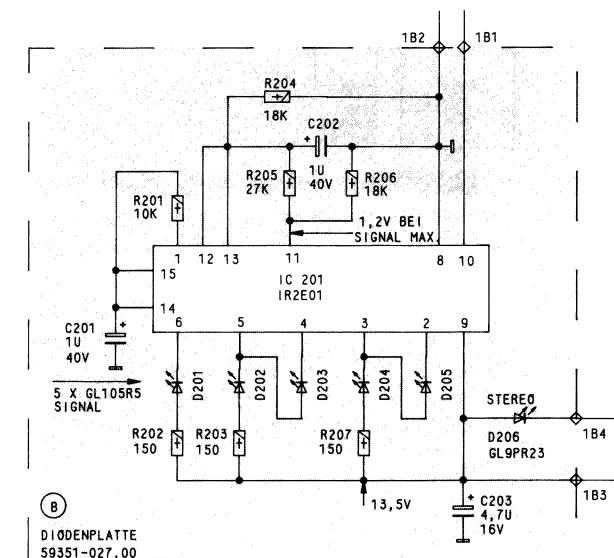 1B2 1B1
R204
18K
C202
+
1U
40V
R205
27K
R206
18K
R201
10K
1,2V BEI
SIGNAL MAX.
1 12 13 11 8 10
15
IC 201
IR2E01
14
6 5 4 3 2 9
C201 +
1U
40V
D201 D202 D203 D204 D205
5 X GL105R5
SIGNAL
STEREO
D206
GL9PR23
1B4
R202
150
R203
150
R207
150
1B3
13,5V
+
C203
4,7U
16V
B
DIODENPLATTE
59351-027.00